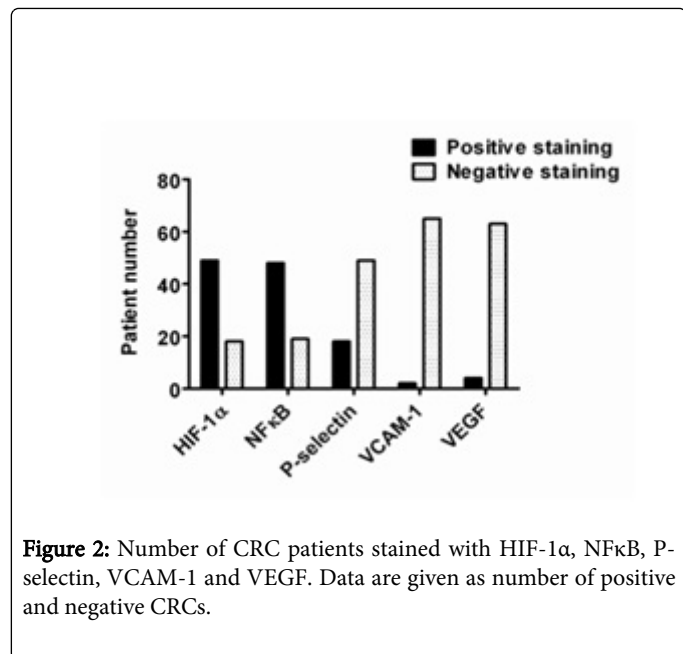 Positive staining
Negative staining
80
60
40
20
0
Patient number
HIF-1α
NFκB
P-selectin
VCAM-1
VEGF
Figure 2: Number of CRC patients stained with HIF-1α, NFκB, P-
selectin, VCAM-1 and VEGF. Data are given as number of positive
and negative CRCs.